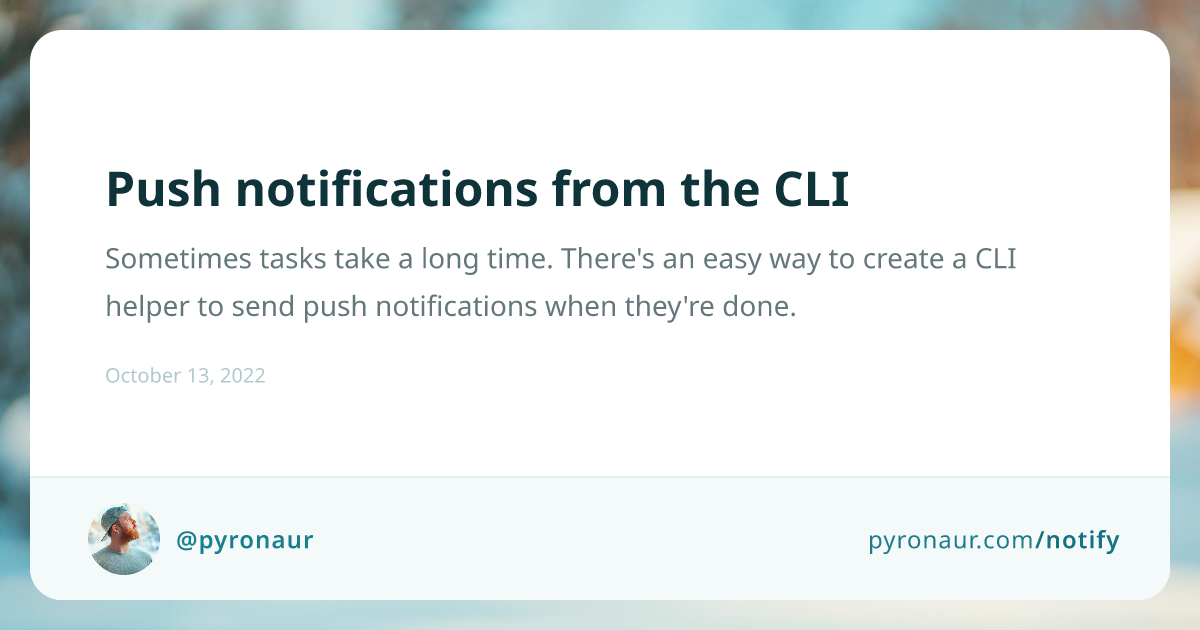 Push notifications from the CLI
Sometimes tasks take a long time. There's an easy way to create a CLI
helper to send push notifications when they're done.
October 13, 2022
@pyronaur
pyronaur.com/notify